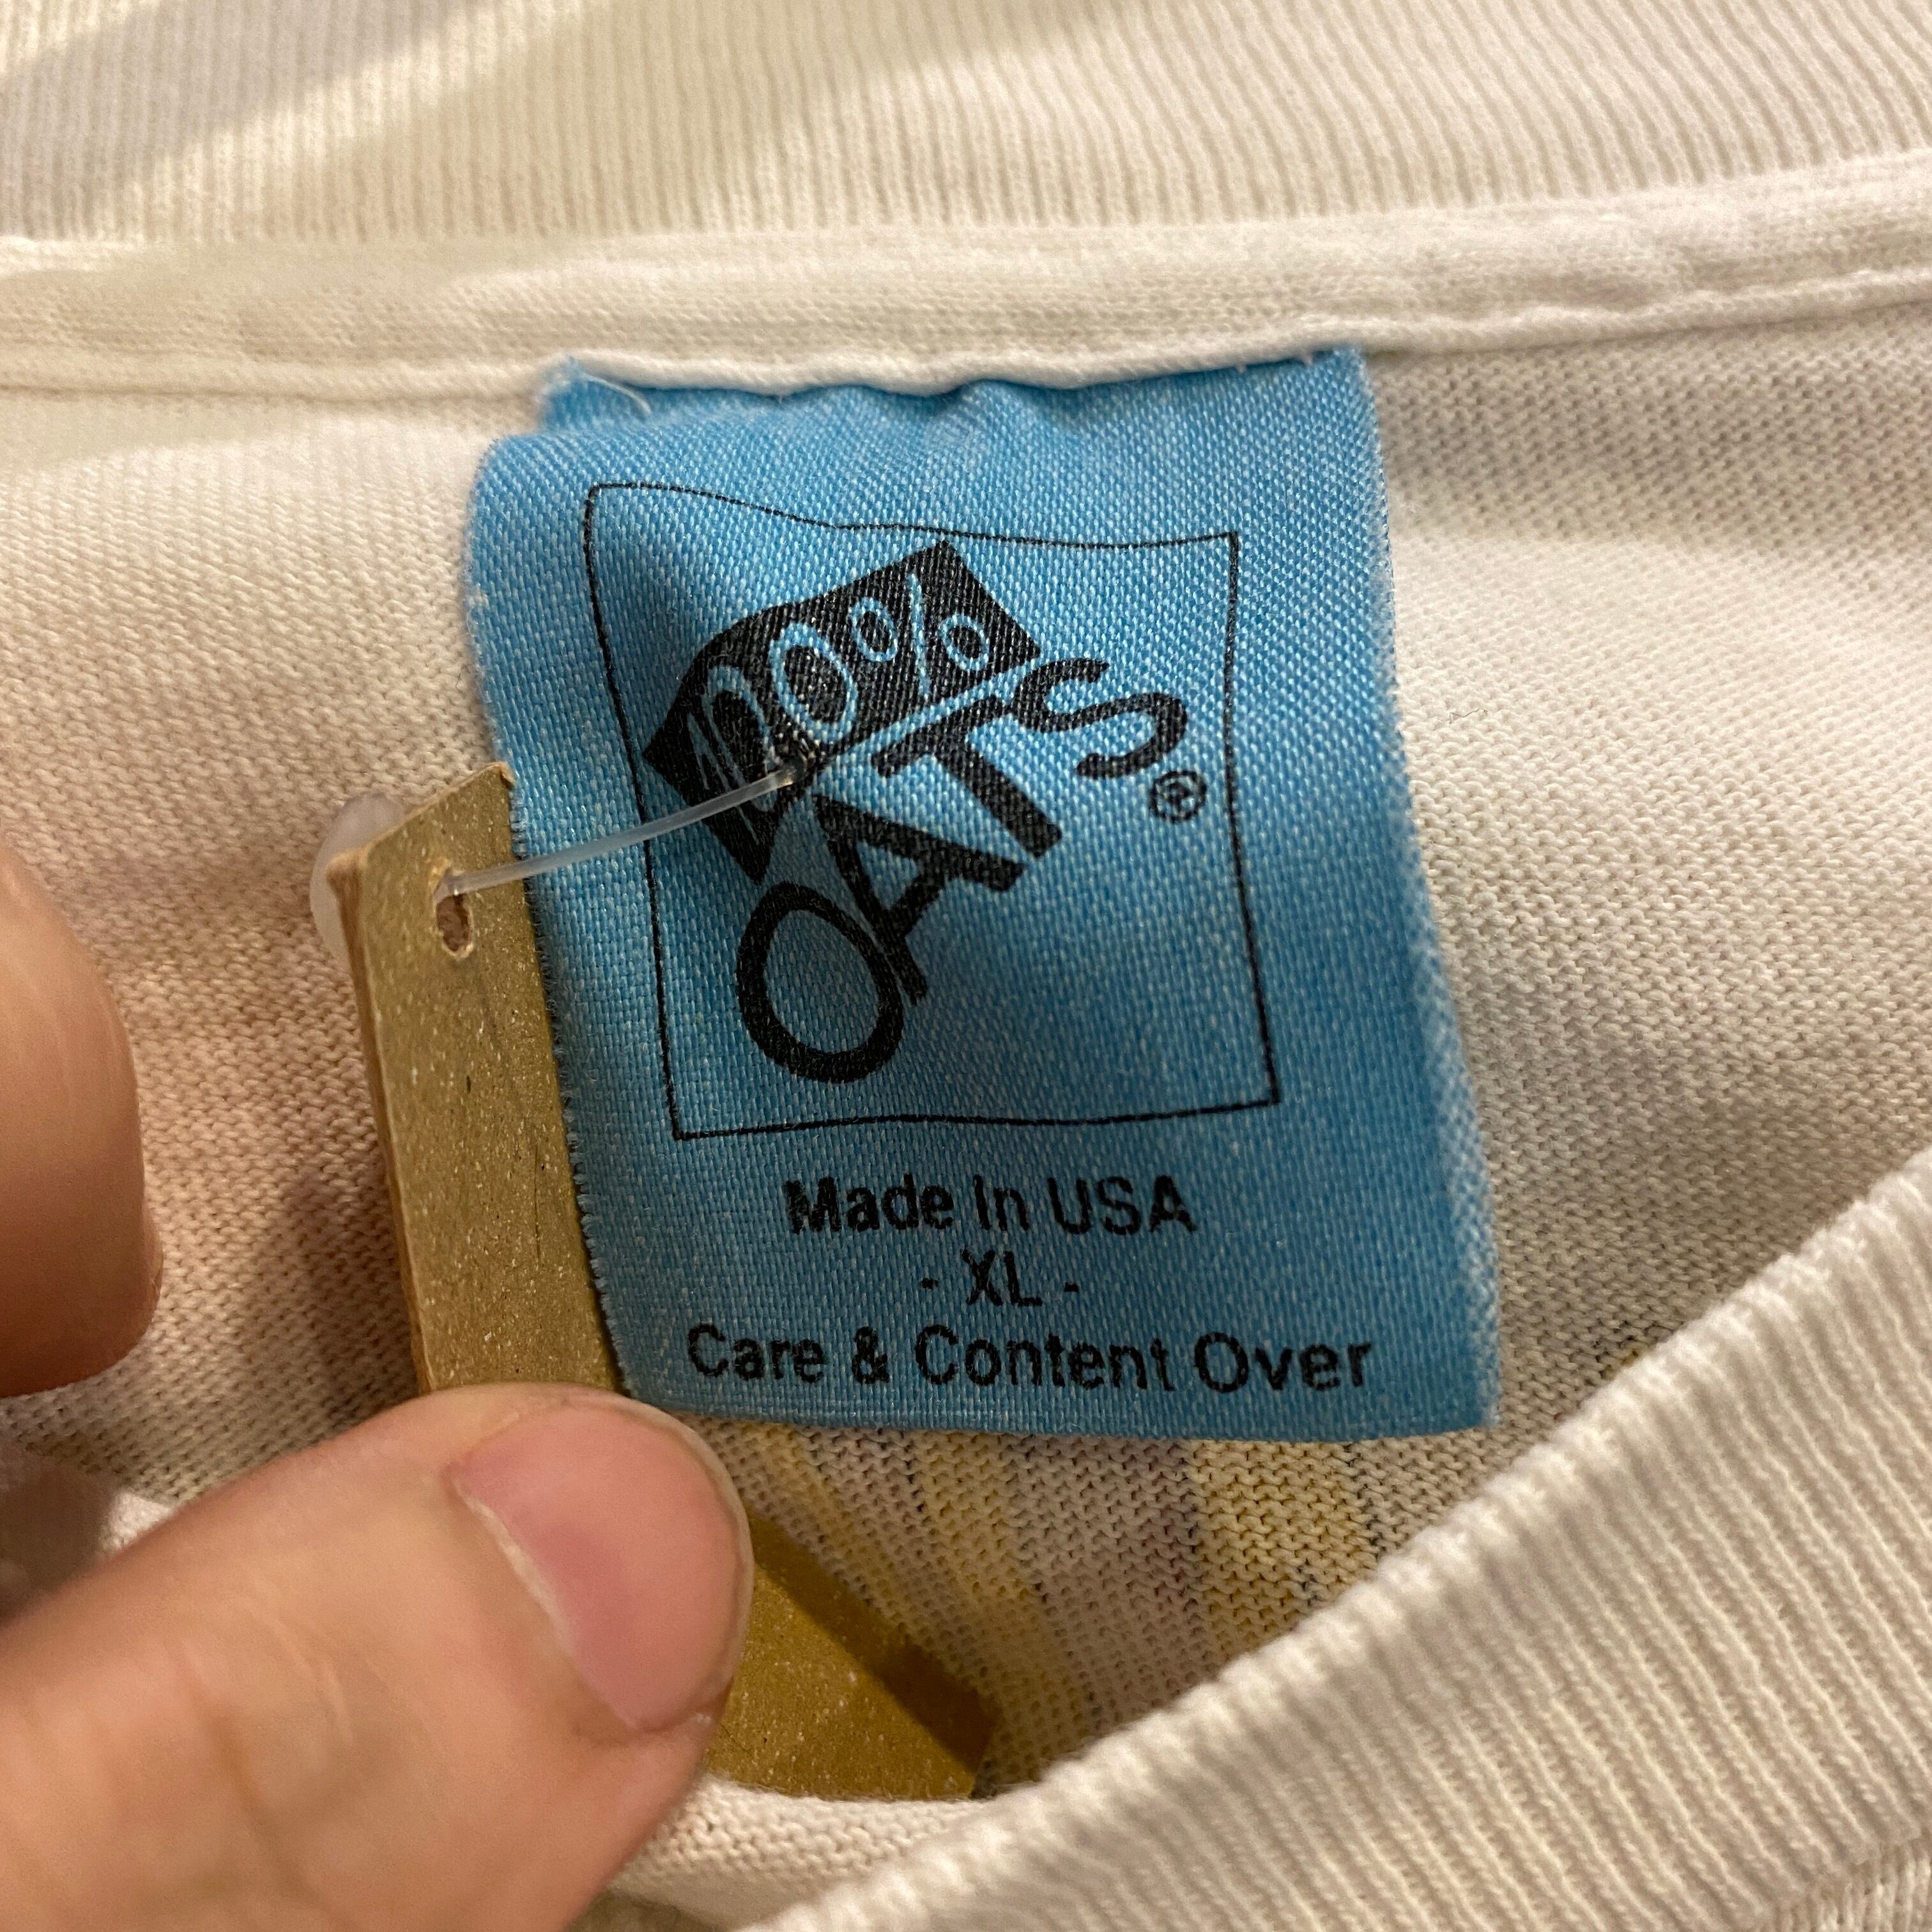 100%
OATS®
Made In USA
- XL -
Care & Content Over